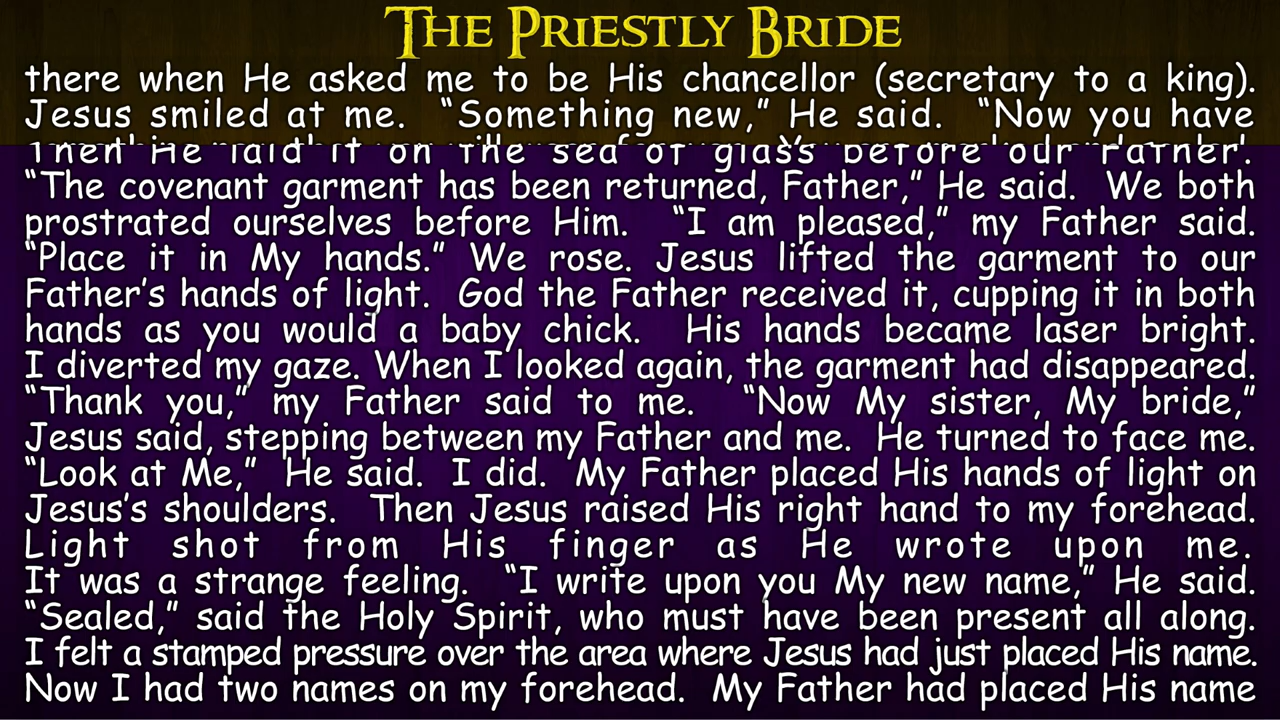 The Priestly Bride
there when He asked me to be His chancellor (secretary to a king).
Jesus smiled at me. “Something new,” He said. “Now you have
Then He laid it on the sea of glass before our Father.
“The covenant garment has been returned, Father,” He said. We both
prostrated ourselves before Him. “I am pleased,” my Father said.
“Place it in My hands.” We rose. Jesus lifted the garment to our
Father’s hands of light. God the Father received it, cupping it in both
hands as you would a baby chick. His hands became laser bright.
I diverted my gaze. When I looked again, the garment had disappeared.
“Thank you,” my Father said to me. “Now My sister, My bride,”
Jesus said, stepping between my Father and me. He turned to face me.
“Look at Me,” He said. I did. My Father placed His hands of light on
Jesus’s shoulders. Then Jesus raised His right hand to my forehead.
Light shot from His finger as He wrote upon me.
It was a strange feeling. “I write upon you My new name,” He said.
“Sealed,” said the Holy Spirit, who must have been present all along.
I felt a stamped pressure over the area where Jesus had just placed His name.
Now I had two names on my forehead. My Father had placed His name